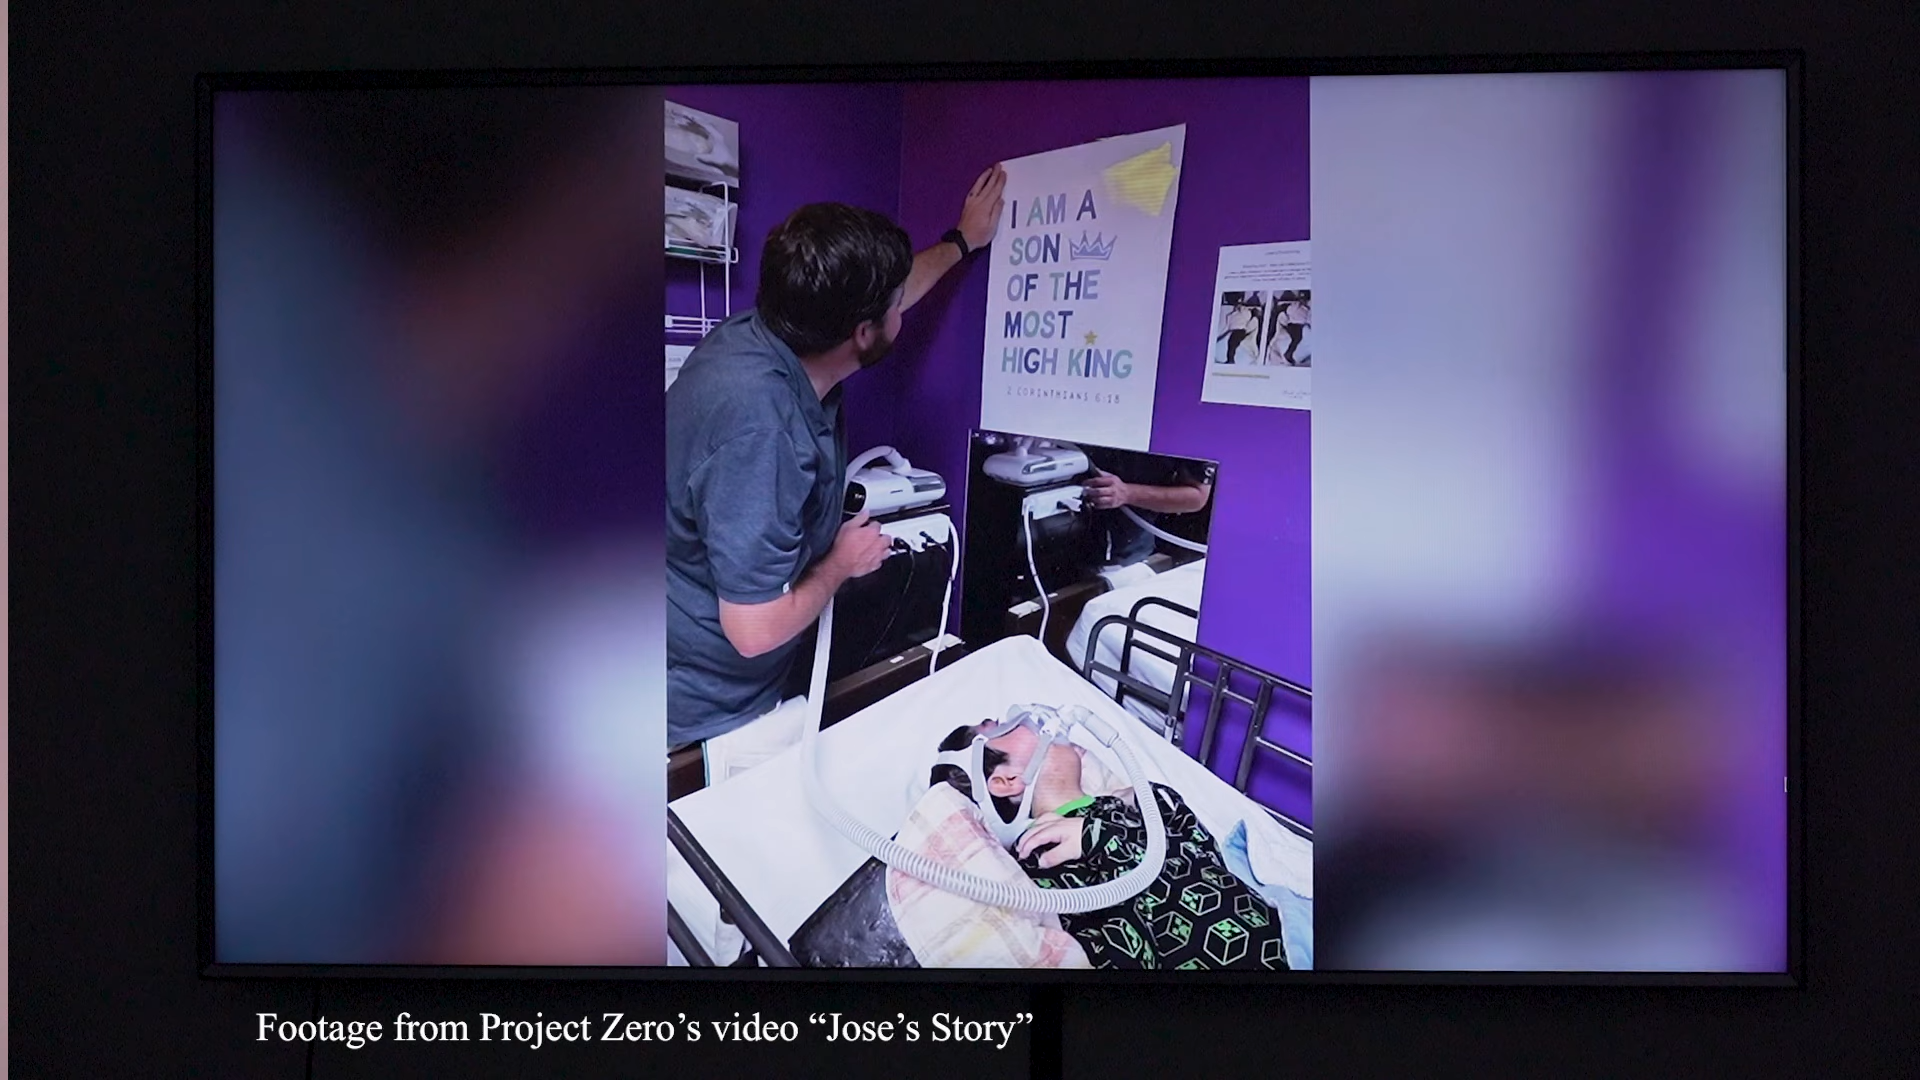 I AM A
SON
OF THE
MOST
HIGH KING
2 CORINTHIANS 6:18
Footage from Project Zero’s video “Jose’s Story”